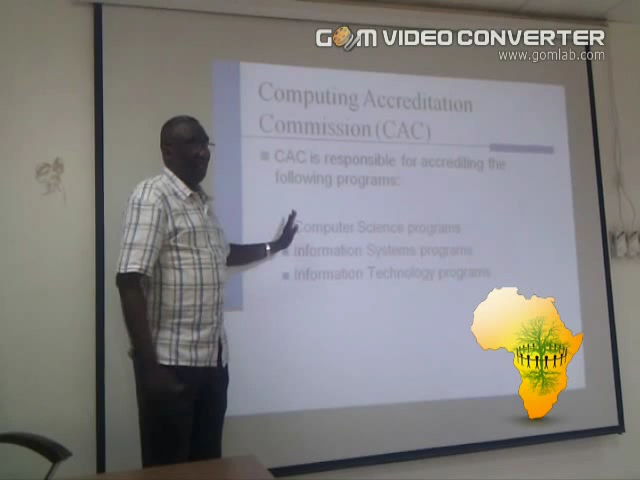 GOM VIDEO CONVERTER
www.gomlab.com
Computing Accreditation
Commission (CAC)
CAC is responsible for accrediting the
following programs:
Computer Science programs
Information Systems programs
Information Technology programs